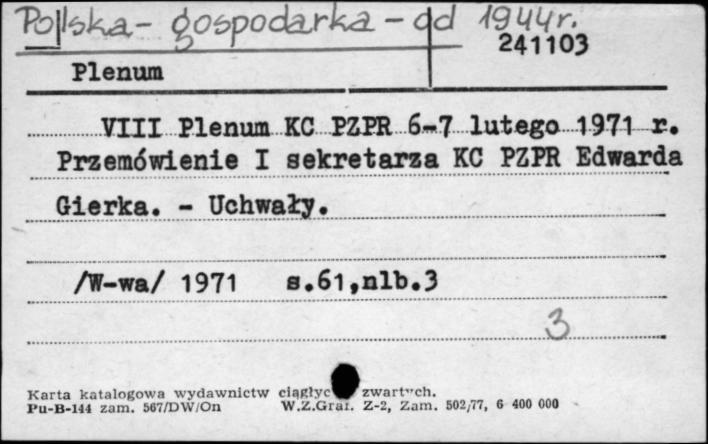 Polska - gospodarka - od 1944 r.
241103
Plenum
VIII Plenum KC PZPR 6-7 lutego 1971 r.
Przemówienie I sekretarza KC PZPR Edwarda
Gierka. - Uchwały.
/W-wa/ 1971 s.61,nlb.3
3
Karta katalogowa wydawnictw zwartych.
Pu-B-144 zam. 567/DW/On W.Z.Graf. Z-2, Zam. 502/77, 6 400 000